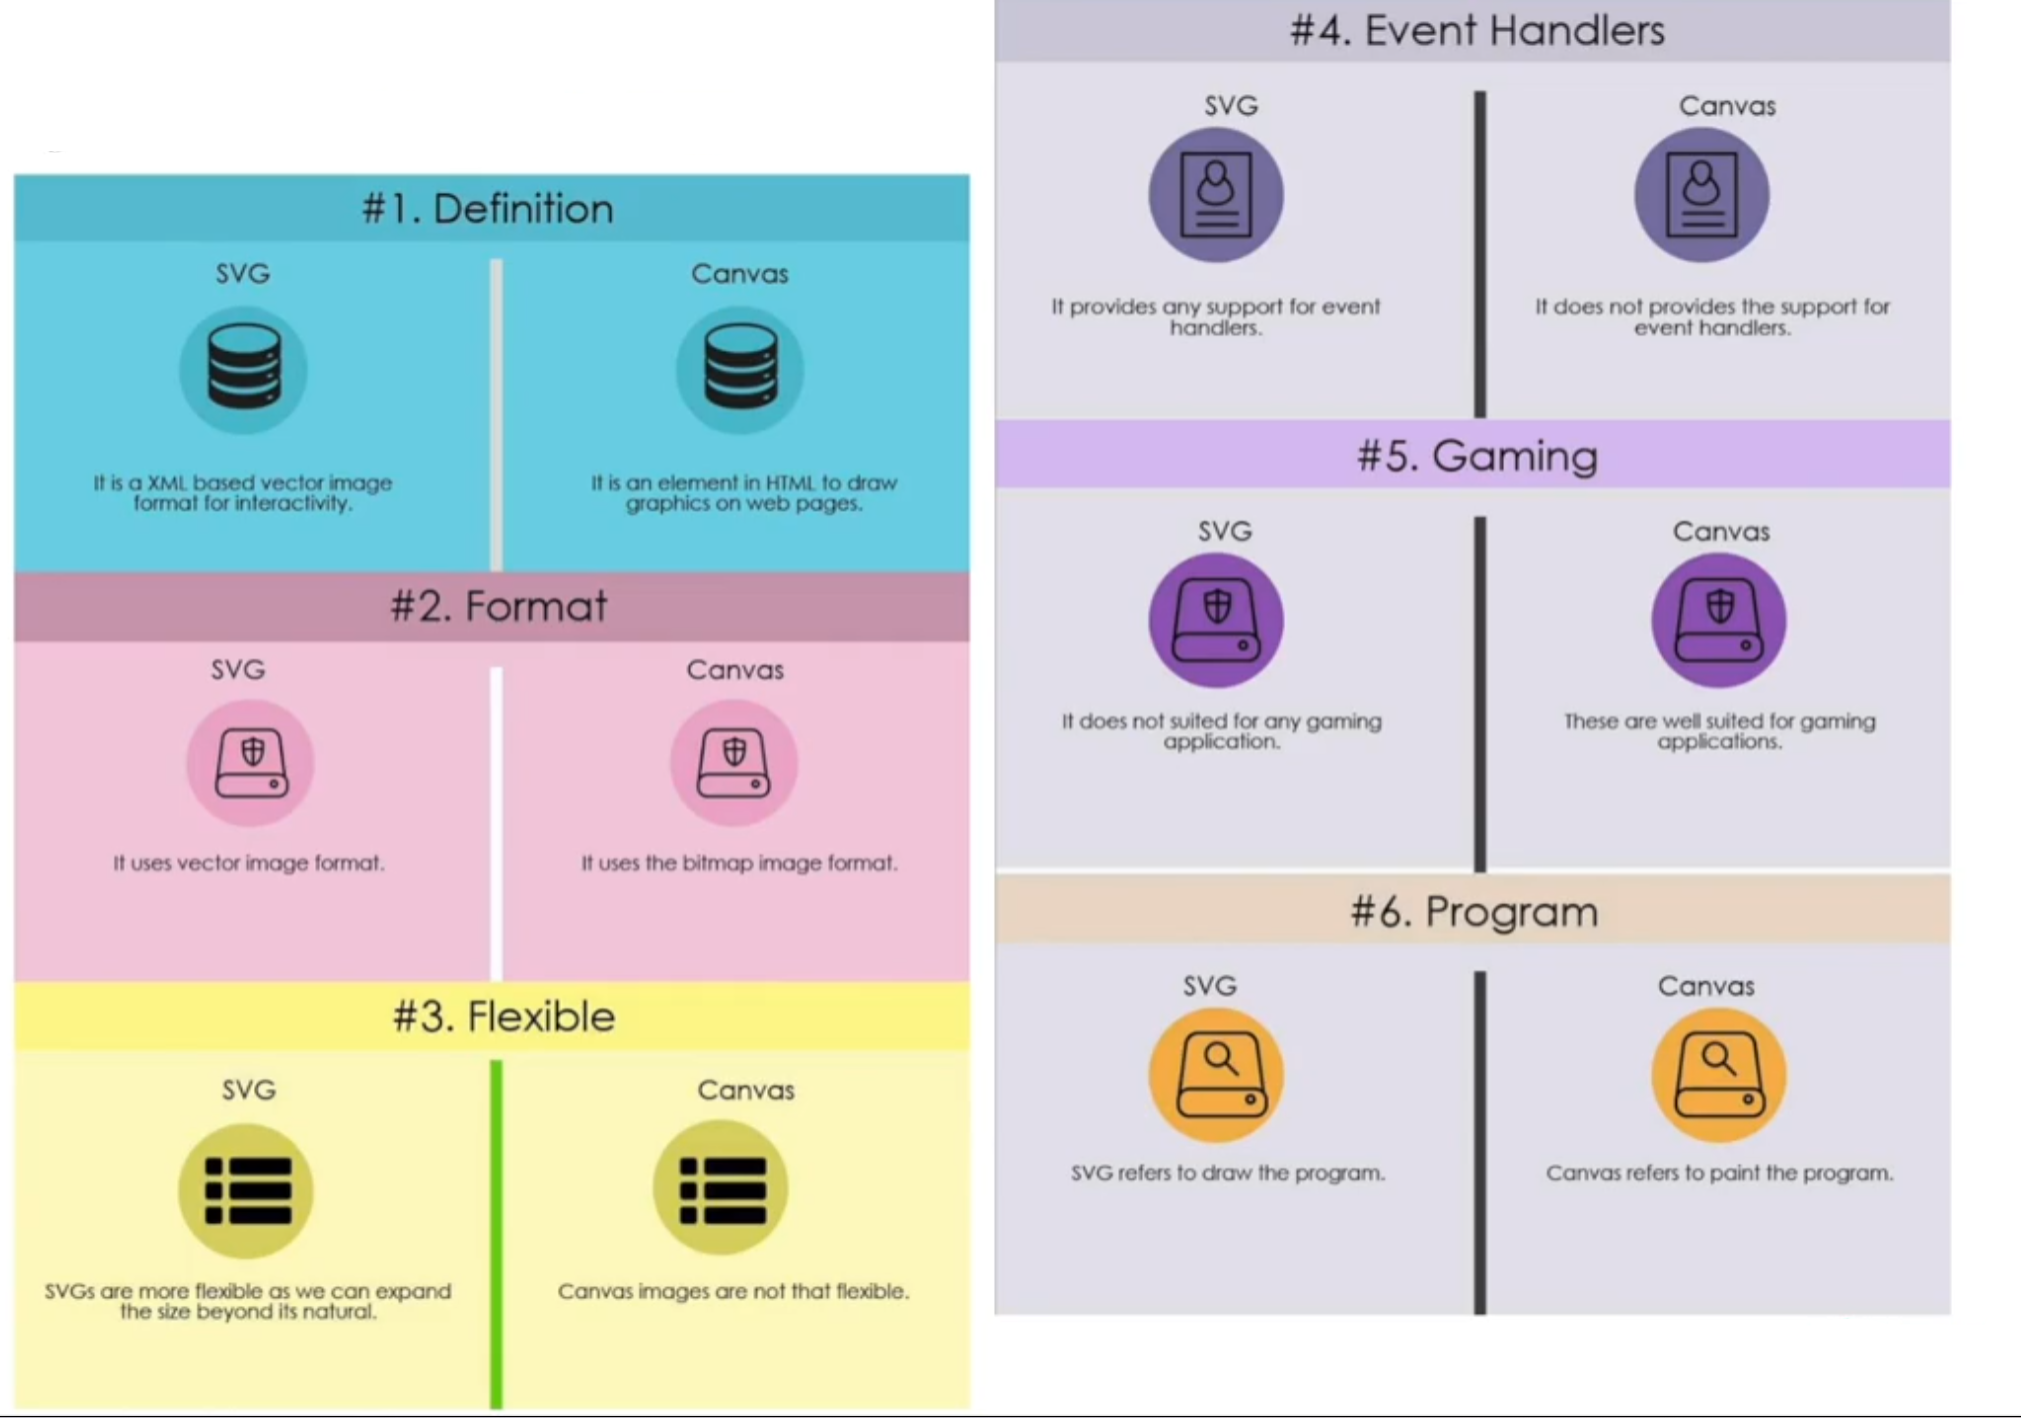 #1. Definition
SVG
Canvas
It is a XML based vector image
format for interactivity.
It is an element in HTML to draw
graphics on web pages.
#2. Format
SVG
Canvas
It uses vector image format.
It uses the bitmap image format.
#3. Flexible
SVG
Canvas
SVGs are more flexible as we can expand
the size beyond its natural.
Canvas images are not that flexible.
#4. Event Handlers
SVG
Canvas
It provides any support for event
handlers.
It does not provides the support for
event handlers.
#5. Gaming
SVG
Canvas
It does not suited for any gaming
application.
These are well suited for gaming
applications.
#6. Program
SVG
Canvas
SVG refers to draw the program.
Canvas refers to paint the program.